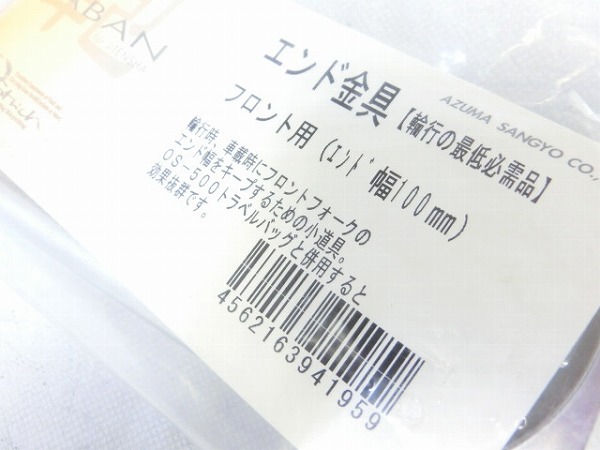 ABAN
Ostrich
AZUMA SANGYO CO.,
エンド金具【輪行の最低必需品】
フロント用(ｴﾝﾄﾞ 幅100mm)
輪行時、車載時にフロントフォークの
エンド幅をキープするための小道具。
OS-500トラベルバッグと併用すると
効果抜群です。
4562163941959